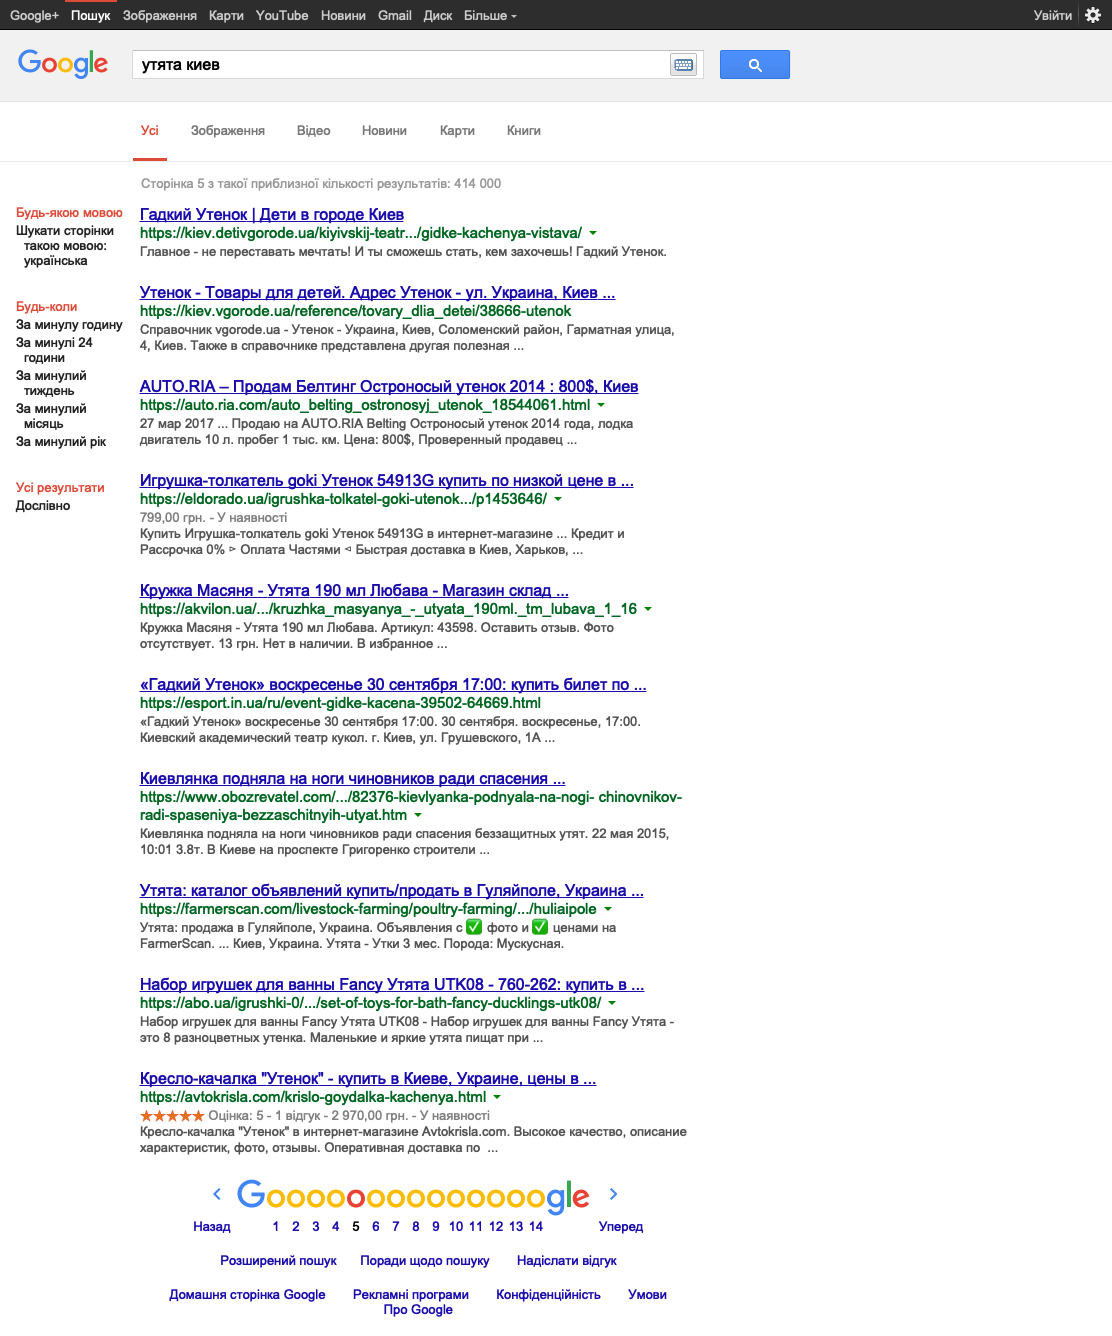 Google+ Пошук Зображення Карти YouTube Новини Gmail Диск Більше
Увійти
Google
утята киев
Усі Зображення Відео Новини Карти Книги
Сторінка 5 з такої приблизної кількості результатів: 414 000
Будь-якою мовою
Шукати сторінки
такою мовою:
українська
Будь-коли
За минулу годину
За минулі 24
години
За минулий
тиждень
За минулий
місяць
За минулий рік
Усі результати
Дослівно
Гадкий Утенок | Дети в городе Киев
https://kiev.detivgorode.ua/kiyivskij-teatr.../gidke-kachenya-vistava/
Главное - не переставать мечтать! И ты сможешь стать, кем захочешь! Гадкий Утенок.
Утенок - Товары для детей. Адрес Утенок - ул. Украина, Киев ...
https://kiev.vgorode.ua/reference/tovary_dlia_detei/38666-utenok
Справочник vgorode.ua - Утенок - Украина, Киев, Соломенский район, Гарматная улица,
4, Киев. Также в справочнике представлена другая полезная ...
AUTO.RIA – Продам Белтинг Остроносый утенок 2014 : 800$, Киев
https://auto.ria.com/auto_belting_ostronosyj_utenok_18544061.html
27 мар 2017 ... Продаю на AUTO.RIA Belting Остроносый утенок 2014 года, лодка
двигатель 10 л. пробег 1 тыс. км. Цена: 800$, Проверенный продавец ...
Игрушка-толкатель goki Утенок 54913G купить по низкой цене в ...
https://eldorado.ua/igrushka-tolkatel-goki-utenok.../p1453646/
799,00 грн. - У наявності
Купить Игрушка-толкатель goki Утенок 54913G в интернет-магазине ... Кредит и
Рассрочка 0% ⊳ Оплата Частями ⊲ Быстрая доставка в Киев, Харьков, ...
Кружка Масяня - Утята 190 мл Любава - Магазин склад ...
https://akvilon.ua/.../kruzhka_masyanya_-_utyata_190ml._tm_lubava_1_16
Кружка Масяня - Утята 190 мл Любава. Артикул: 43598. Оставить отзыв. Фото
отсутствует. 13 грн. Нет в наличии. В избранное ...
«Гадкий Утенок» воскресенье 30 сентября 17:00: купить билет по ...
https://esport.in.ua/ru/event-gidke-kacena-39502-64669.html
«Гадкий Утенок» воскресенье 30 сентября 17:00. 30 сентября. воскресенье, 17:00.
Киевский академический театр кукол. г. Киев, ул. Грушевского, 1А ...
Киевлянка подняла на ноги чиновников ради спасения ...
https://www.obozrevatel.com/.../82376-kievlyanka-podnyala-na-nogi- chinovnikov-
radi-spaseniya-bezzaschitnyih-utyat.htm
Киевлянка подняла на ноги чиновников ради спасения беззащитных утят. 22 мая 2015,
10:01 3.8т. В Киеве на проспекте Григоренко строители ...
Утята: каталог объявлений купить/продать в Гуляйполе, Украина ...
https://farmerscan.com/livestock-farming/poultry-farming/.../huliaipole
Утята: продажа в Гуляйполе, Украина. Объявления с ✅ фото и ✅ ценами на
FarmerScan. ... Киев, Украина. Утята - Утки 3 мес. Порода: Мускусная.
Набор игрушек для ванны Fancy Утята UTK08 - 760-262: купить в ...
https://abo.ua/igrushki-0/.../set-of-toys-for-bath-fancy-ducklings-utk08/
Набор игрушек для ванны Fancy Утята UTK08 - Набор игрушек для ванны Fancy Утята -
это 8 разноцветных утенка. Маленькие и яркие утята пищат при ...
Кресло-качалка "Утенок" - купить в Киеве, Украине, цены в ...
https://avtokrisla.com/krislo-goydalka-kachenya.html
★★★★★ Оцінка: 5 - 1 відгук - 2 970,00 грн. - У наявності
Кресло-качалка "Утенок" в интернет-магазине Avtokrisla.com. Высокое качество, описание
характеристик, фото, отзывы. Оперативная доставка по ...
Goooooooooooooogle
Назад 1 2 3 4 5 6 7 8 9 10 11 12 13 14 Уперед
Розширений пошук Поради щодо пошуку Надіслати відгук
Домашня сторінка Google Рекламні програми Конфіденційність Умови
Про Google